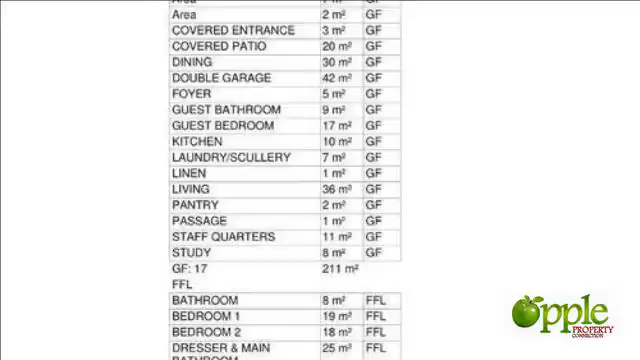 Area
Area 2 m² GF
COVERED ENTRANCE 3 m² GF
COVERED PATIO 20 m² GF
DINING 30 m² GF
DOUBLE GARAGE 42 m² GF
FOYER 5 m² GF
GUEST BATHROOM 9 m² GF
GUEST BEDROOM 17 m² GF
KITCHEN 10 m² GF
LAUNDRY/SCULLERY 7 m² GF
LINEN 1 m² GF
LIVING 36 m² GF
PANTRY 2 m² GF
PASSAGE 1 m² GF
STAFF QUARTERS 11 m² GF
STUDY 8 m² GF
GF: 17 211 m²
FFL
BATHROOM 8 m² FFL
BEDROOM 1 19 m² FFL
BEDROOM 2 18 m² FFL
DRESSER & MAIN 25 m² FFL
BATHROOM
pple
PROPERTY
CONNECTION